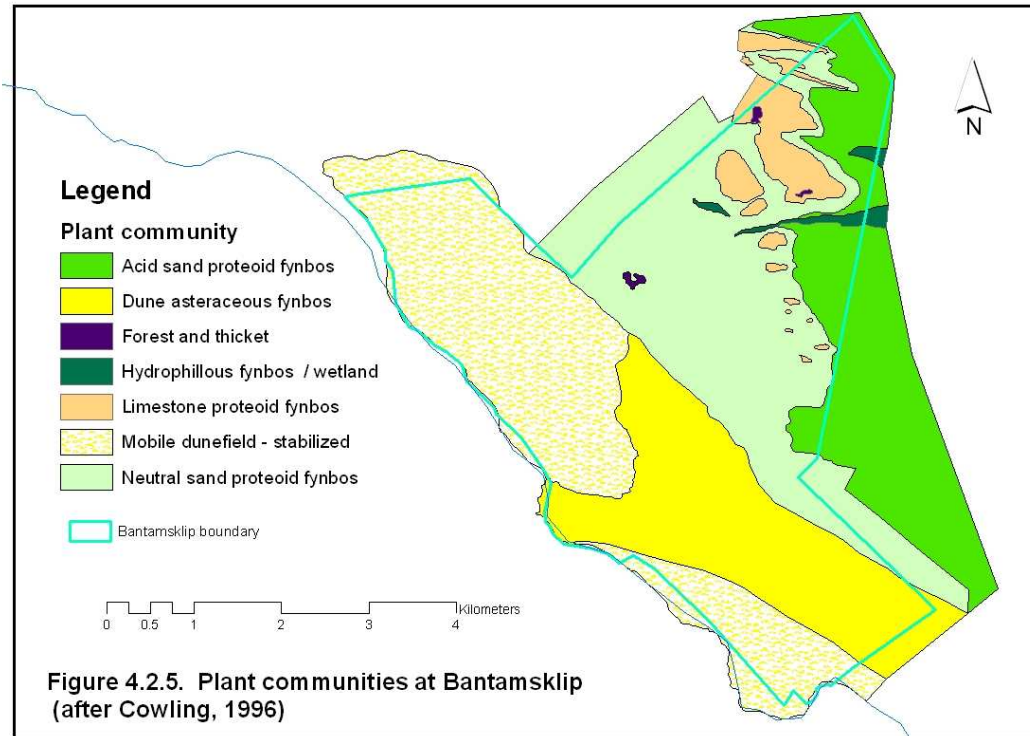 N
Legend
Plant community
Acid sand proteoid fynbos
Dune asteraceous fynbos
Forest and thicket
Hydrophillous fynbos / wetland
Limestone proteoid fynbos
Mobile dunefield - stabilized
Neutral sand proteoid fynbos
Bantamsklip boundary
Kilometers
0 0.5 1 2 3 4
Figure 4.2.5. Plant communities at Bantamsklip
(after Cowling, 1996)